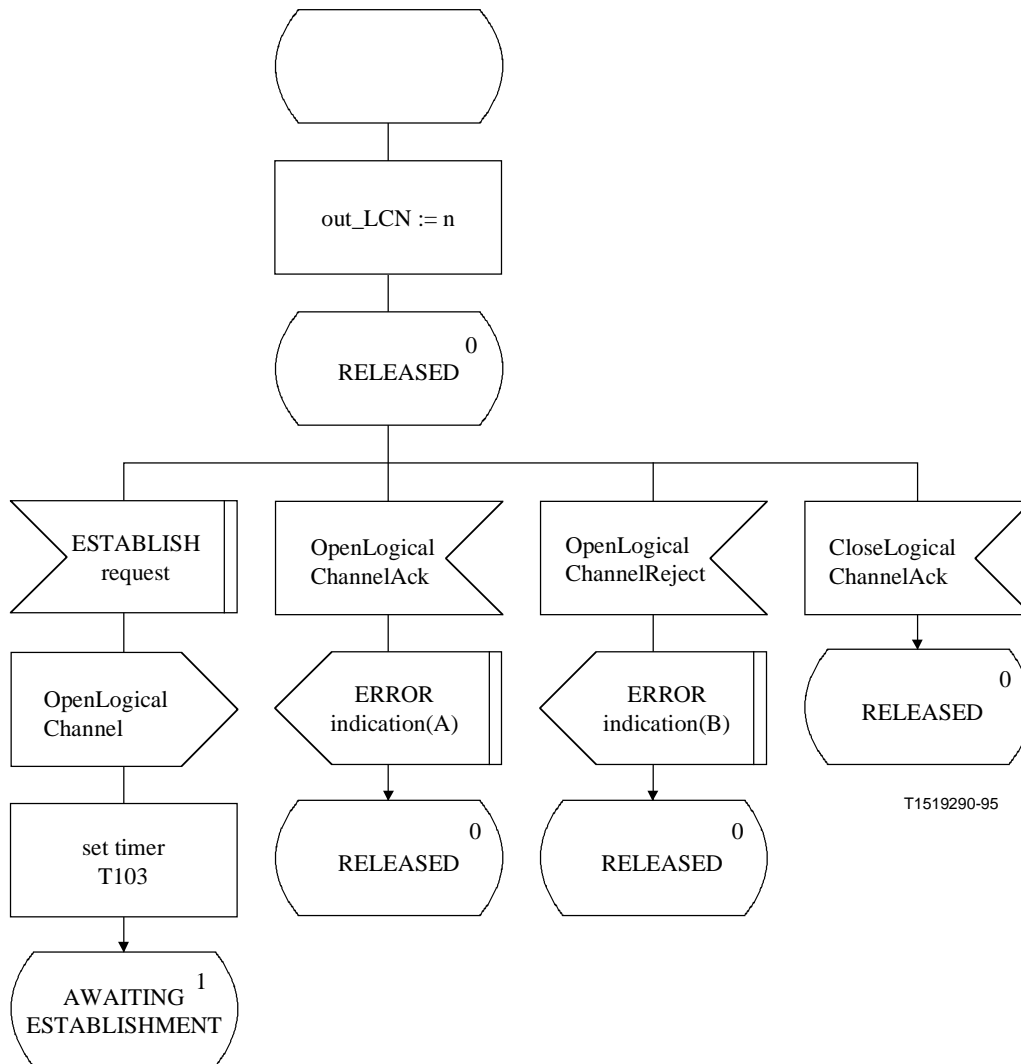 out_LCN := n
0
RELEASED
ESTABLISH
request
OpenLogical
ChannelAck
OpenLogical
ChannelReject
CloseLogical
ChannelAck
OpenLogical
Channel
ERROR
indication(A)
ERROR
indication(B)
0
RELEASED
set timer
T103
0
RELEASED
0
RELEASED
T1519290-95
1
AWAITING
ESTABLISHMENT